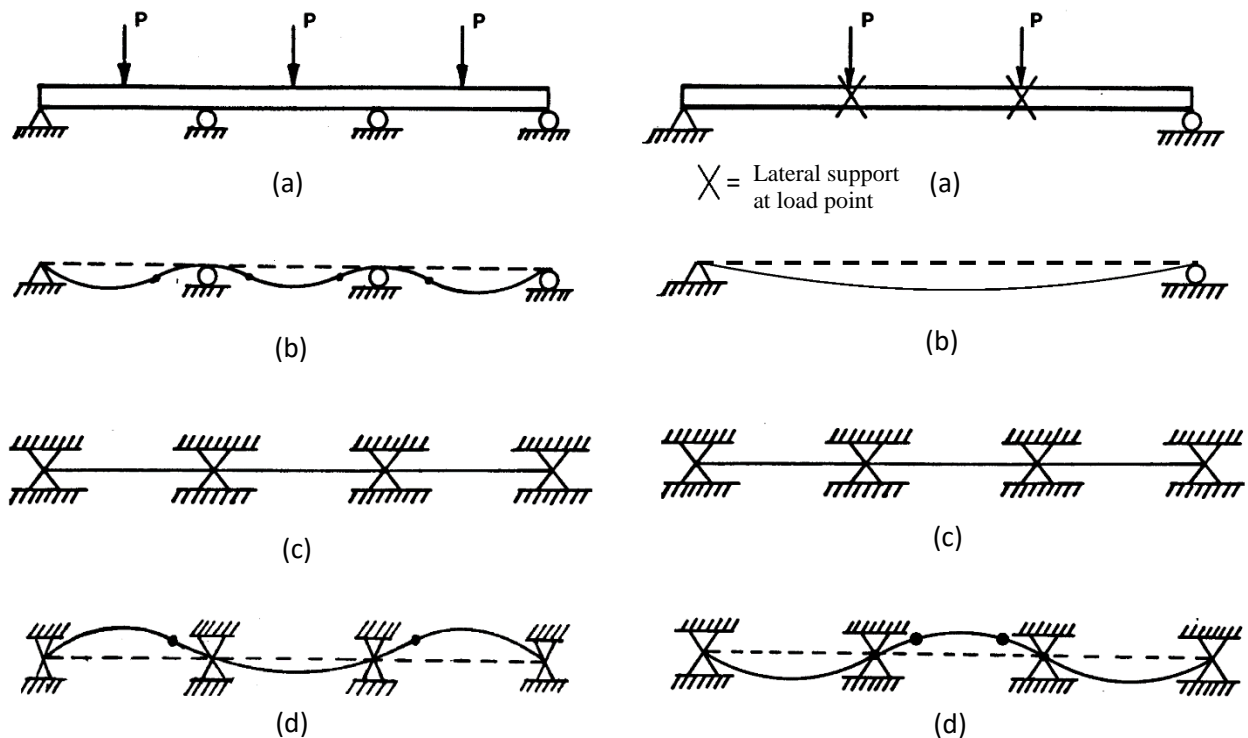 P P P
(a)
(b)
(c)
(d)
P P
X = Lateral support
at load point
(a)
(b)
(c)
(d)